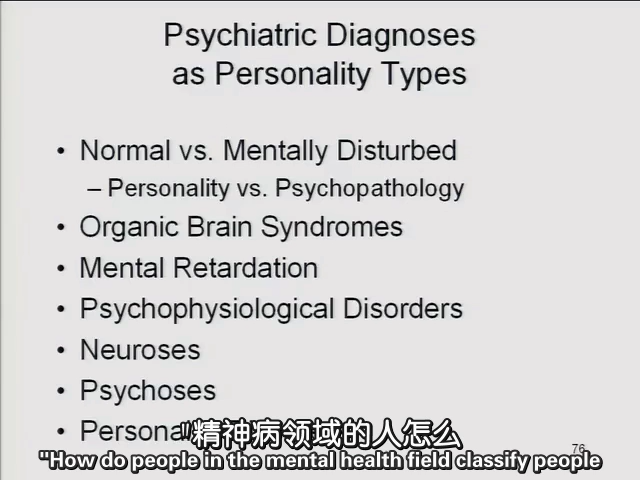 Psychiatric Diagnoses
as Personality Types
• Normal vs. Mentally Disturbed
– Personality vs. Psychopathology
• Organic Brain Syndromes
• Mental Retardation
• Psychophysiological Disorders
• Neuroses
• Psychoses
•
"精神病领域的人怎么
76
"How do people in the mental health field classify people